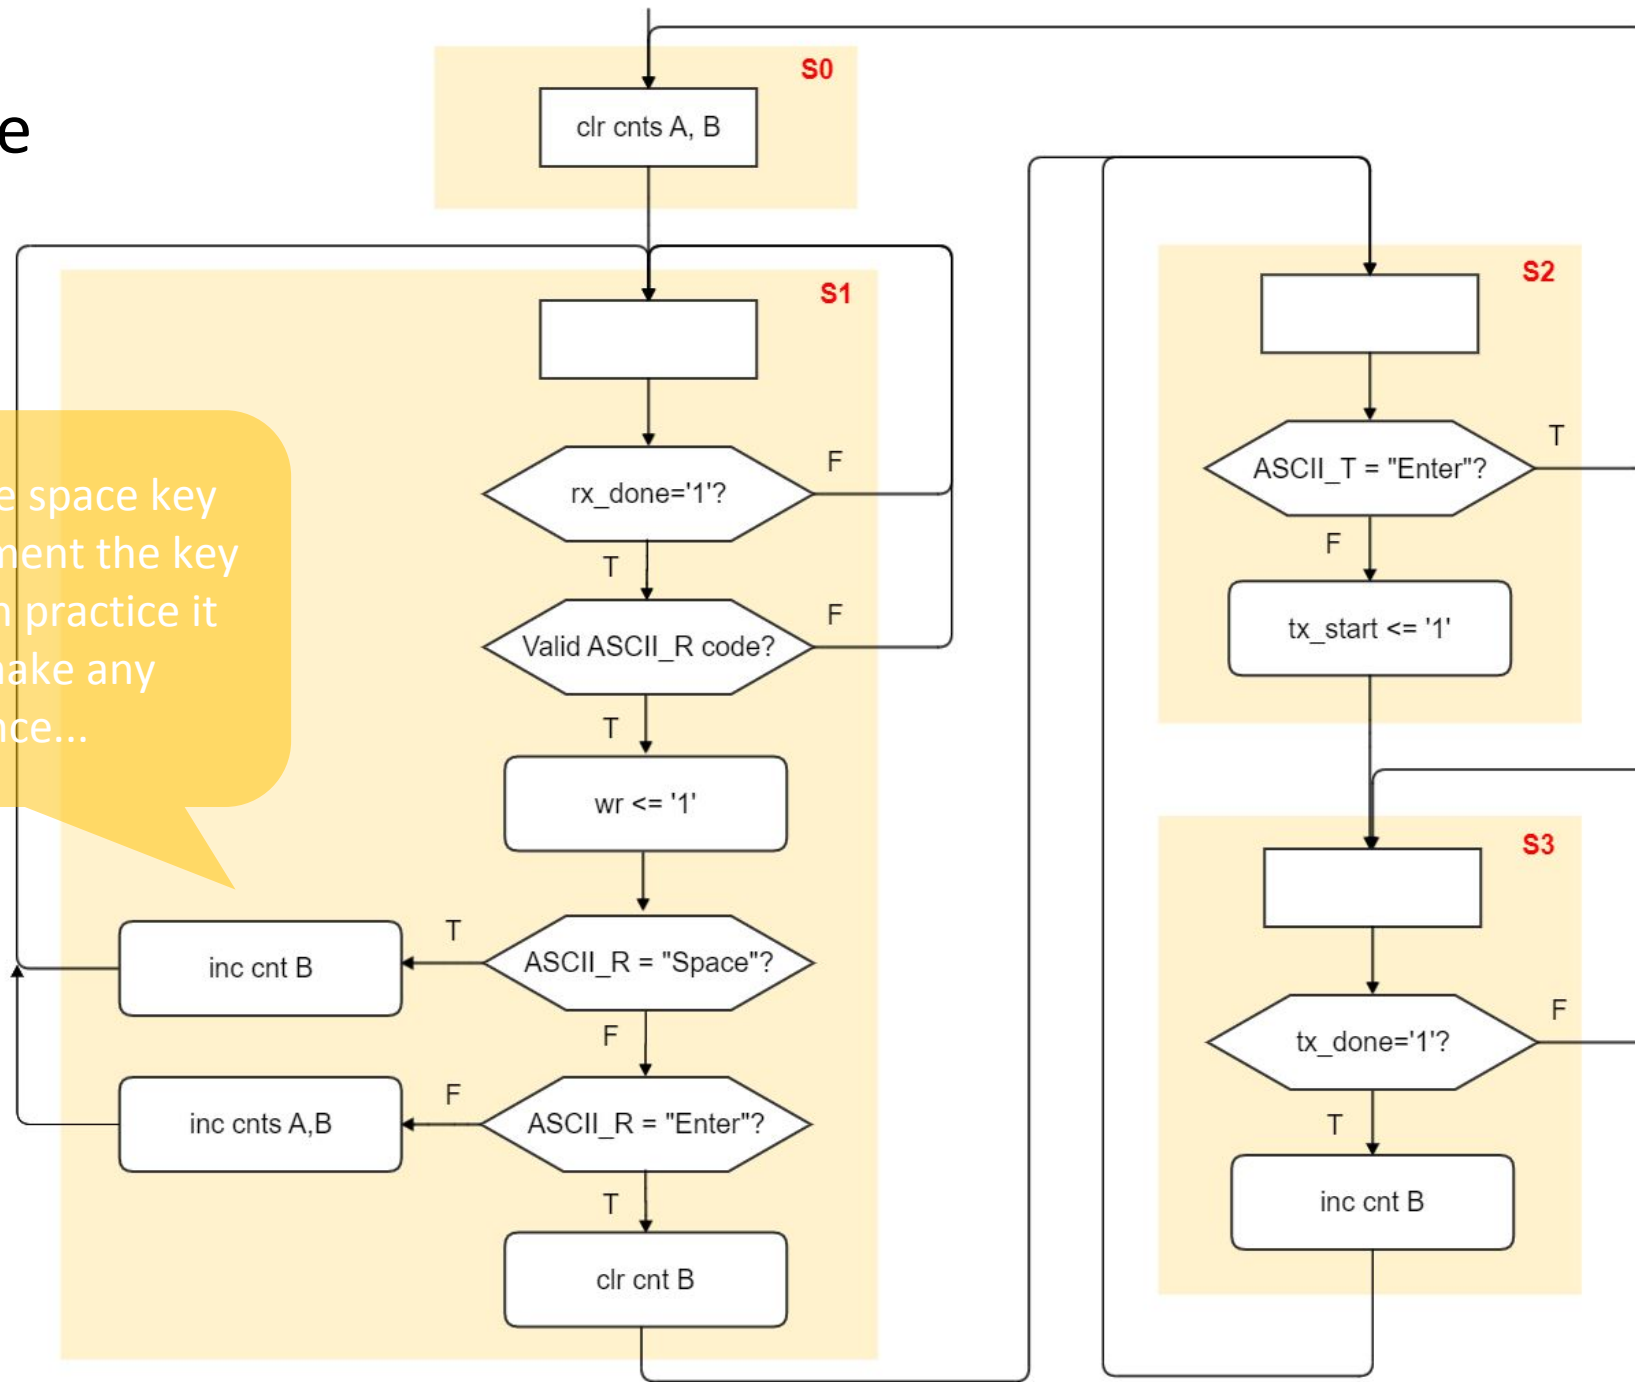 e
S0
clr cnts A, B
S1
rx_done='1'?
F
T
Valid ASCII_R code?
F
T
wr <= '1'
ASCII_R = "Space"?
T
inc cnt B
F
ASCII_R = "Enter"?
F
inc cnts A,B
T
clr cnt B
e space key
ment the key
n practice it
nake any
nce...
S2
ASCII_T = "Enter"?
T
F
tx_start <= '1'
S3
tx_done='1'?
F
T
inc cnt B